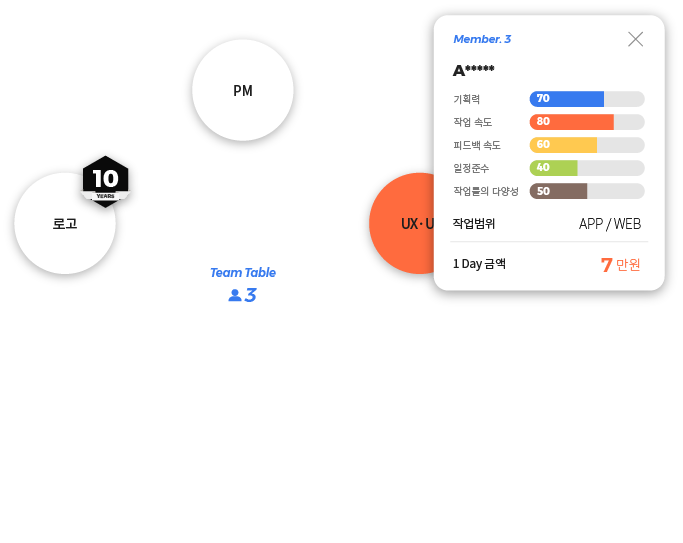 PM
10
YEARS
로고
UX · U
Team Table
3
Member. 3
A*****
기획력 70
작업 속도 80
피드백 속도 60
일정준수 40
작업툴의 다양성 50
작업범위 APP / WEB
1 Day 금액 7 만원